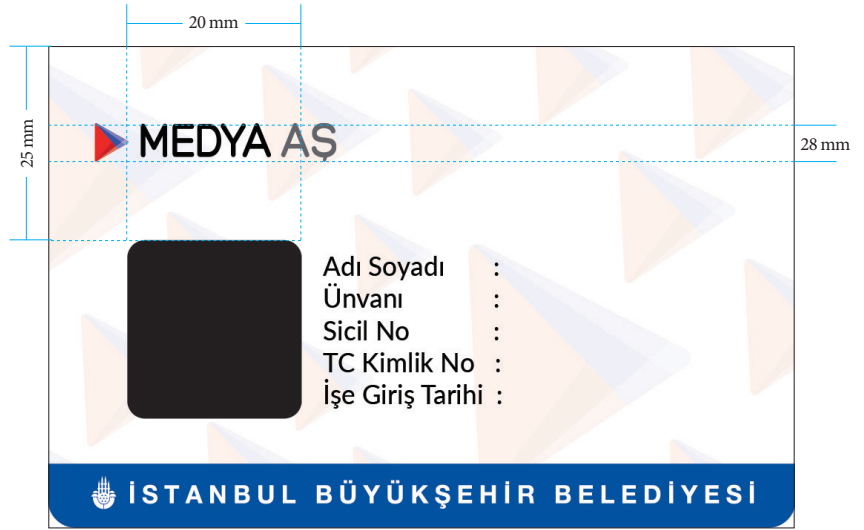 20 mm
25 mm
MEDYA AŞ
28 mm
Adı Soyadı :
Ünvanı :
Sicil No :
TC Kimlik No :
İşe Giriş Tarihi :
İSTANBUL BÜYÜKŞEHİR BELEDİYESİ